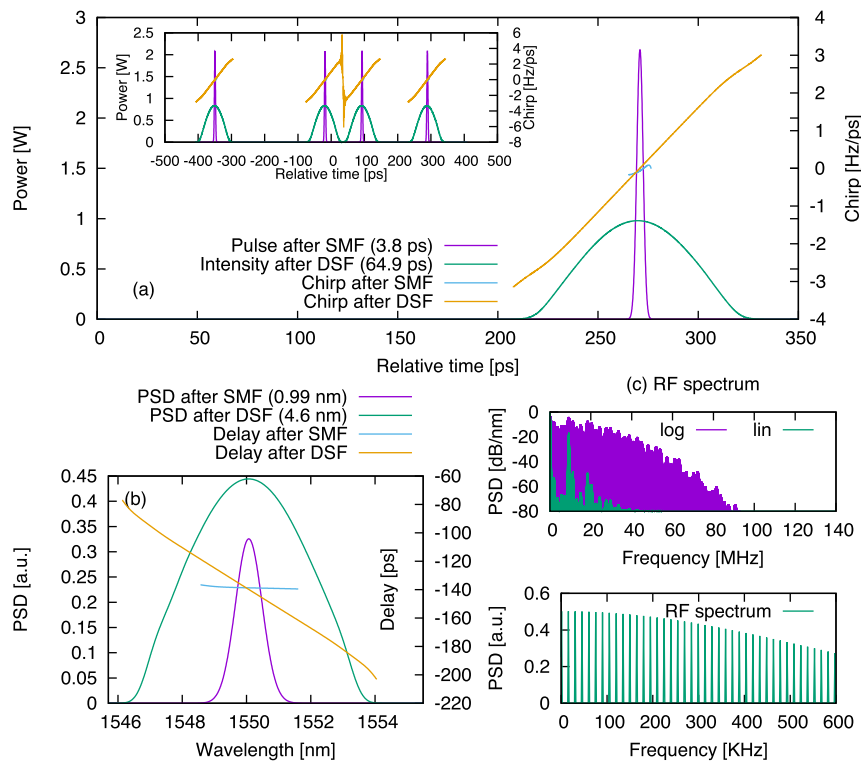 3
2.5
2
1.5
1
0.5
0
Power [W]
4
3
2
1
0
-1
-2
-3
-4
Chirp [Hz/ps]
2.5
2
1.5
1
0.5
0
Power [W]
6
4
2
0
-2
-4
-6
-8
Chirp [Hz/ps]
-500 -400 -300 -200 -100 0 100 200 300 400 500
Relative time [ps]
Pulse after SMF (3.8 ps)
Intensity after DSF (64.9 ps)
Chirp after SMF
Chirp after DSF
(a)
0 50 100 150 200 250 300 350
Relative time [ps]
PSD after SMF (0.99 nm)
PSD after DSF (4.6 nm)
Delay after SMF
Delay after DSF
(b)
0.45
0.4
0.35
0.3
0.25
0.2
0.15
0.1
0.05
0
PSD [a.u.]
-60
-80
-100
-120
-140
-160
-180
-200
-220
Delay [ps]
1546 1548 1550 1552 1554
Wavelength [nm]
(c) RF spectrum
log lin
0
-20
-40
-60
-80
PSD [dB/nm]
0 20 40 60 80 100 120 140
Frequency [MHz]
RF spectrum
0.6
0.4
0.2
0
PSD [a.u.]
0 100 200 300 400 500 600
Frequency [KHz]